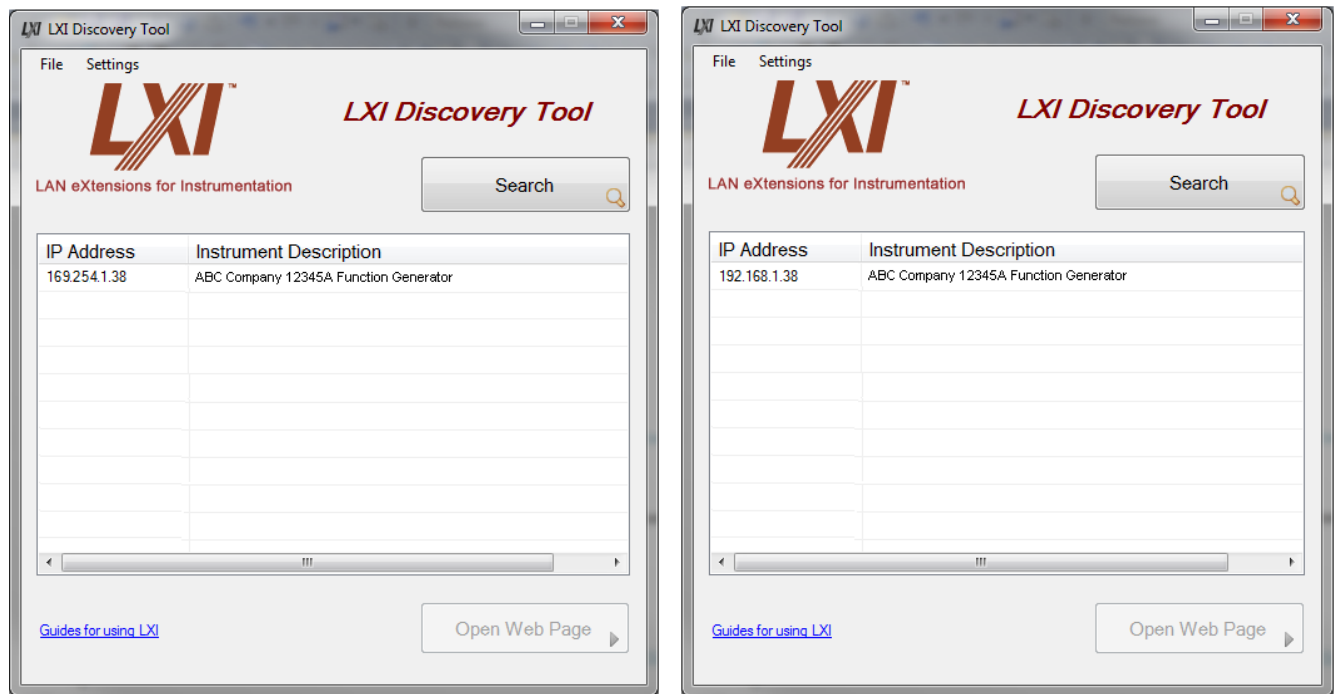 LXI LXI Discovery Tool
File Settings
LXI™
LXI Discovery Tool
LAN eXtensions for Instrumentation
Search
IP Address Instrument Description
169.254.1.38 ABC Company 12345A Function Generator
Guides for using LXI
Open Web Page
LXI LXI Discovery Tool
File Settings
LXI™
LXI Discovery Tool
LAN eXtensions for Instrumentation
Search
IP Address Instrument Description
192.168.1.38 ABC Company 12345A Function Generator
Guides for using LXI
Open Web Page